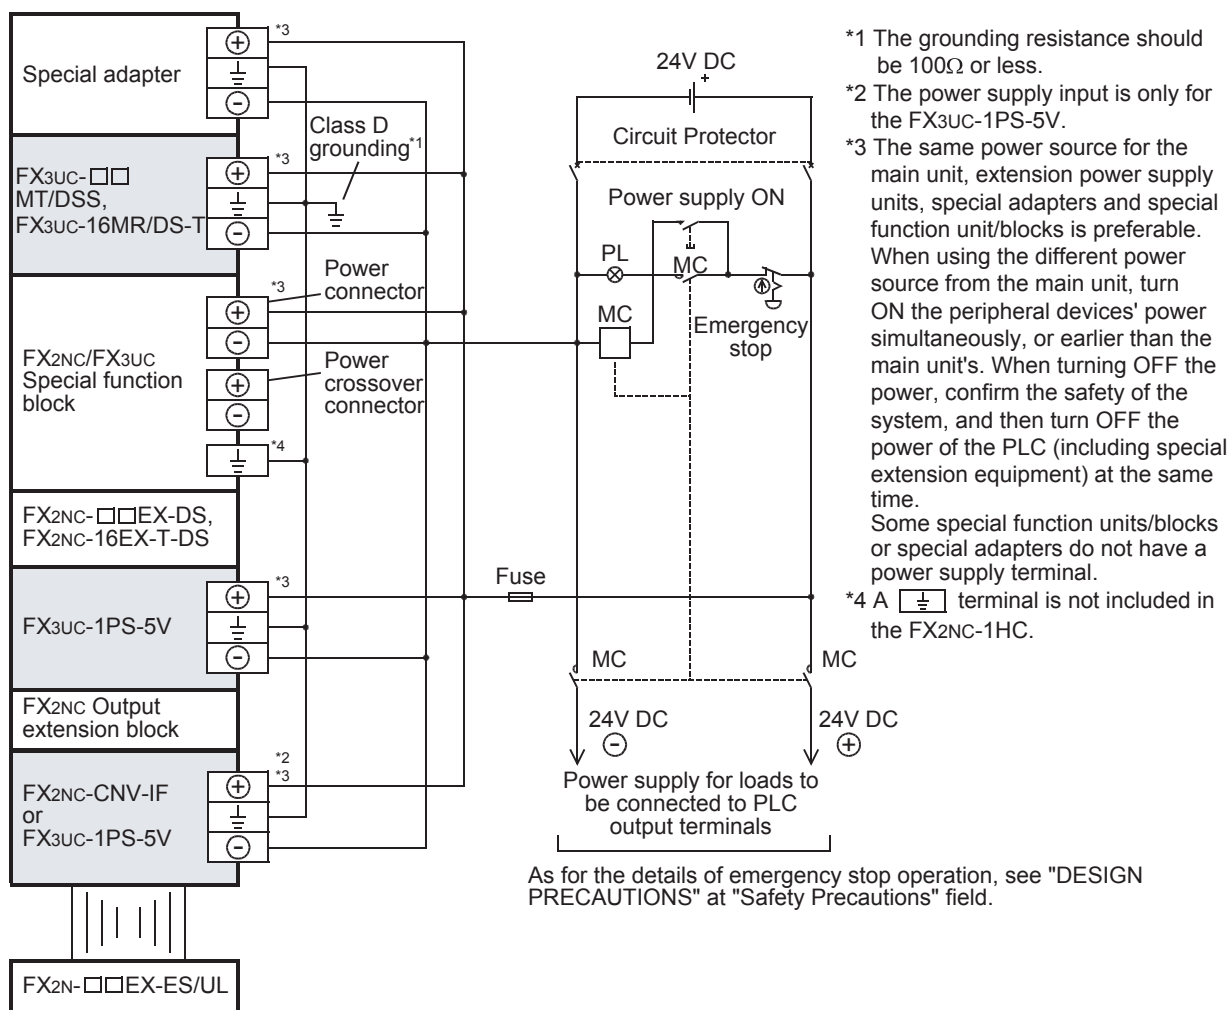 Special adapter
+
-
*3
FX3UC-□□
MT/DSS,
FX3UC-16MR/DS-T
+
-
*3
Class D
grounding*1
FX2NC/FX3UC
Special function
block
*3
+
-
+
-
*4
Power
connector
Power
crossover
connector
FX2NC-□□EX-DS,
FX2NC-16EX-T-DS
FX3UC-1PS-5V
+
-
*3
FX2NC Output
extension block
FX2NC-CNV-IF
or
FX3UC-1PS-5V
*2
*3
+
-
FX2N-□□EX-ES/UL
24V DC
+
Circuit Protector
Power supply ON
PL
MC
MC
Emergency
stop
Fuse
MC
MC
24V DC
-
24V DC
+
Power supply for loads to
be connected to PLC
output terminals
As for the details of emergency stop operation, see "DESIGN
PRECAUTIONS" at "Safety Precautions" field.
*1 The grounding resistance should
be 100Ω or less.
*2 The power supply input is only for
the FX3UC-1PS-5V.
*3 The same power source for the
main unit, extension power supply
units, special adapters and special
function unit/blocks is preferable.
When using the different power
source from the main unit, turn
ON the peripheral devices' power
simultaneously, or earlier than the
main unit's. When turning OFF the
power, confirm the safety of the
system, and then turn OFF the
power of the PLC (including special
extension equipment) at the same
time.
Some special function units/blocks
or special adapters do not have a
power supply terminal.
*4 A ⏚ terminal is not included in
the FX2NC-1HC.